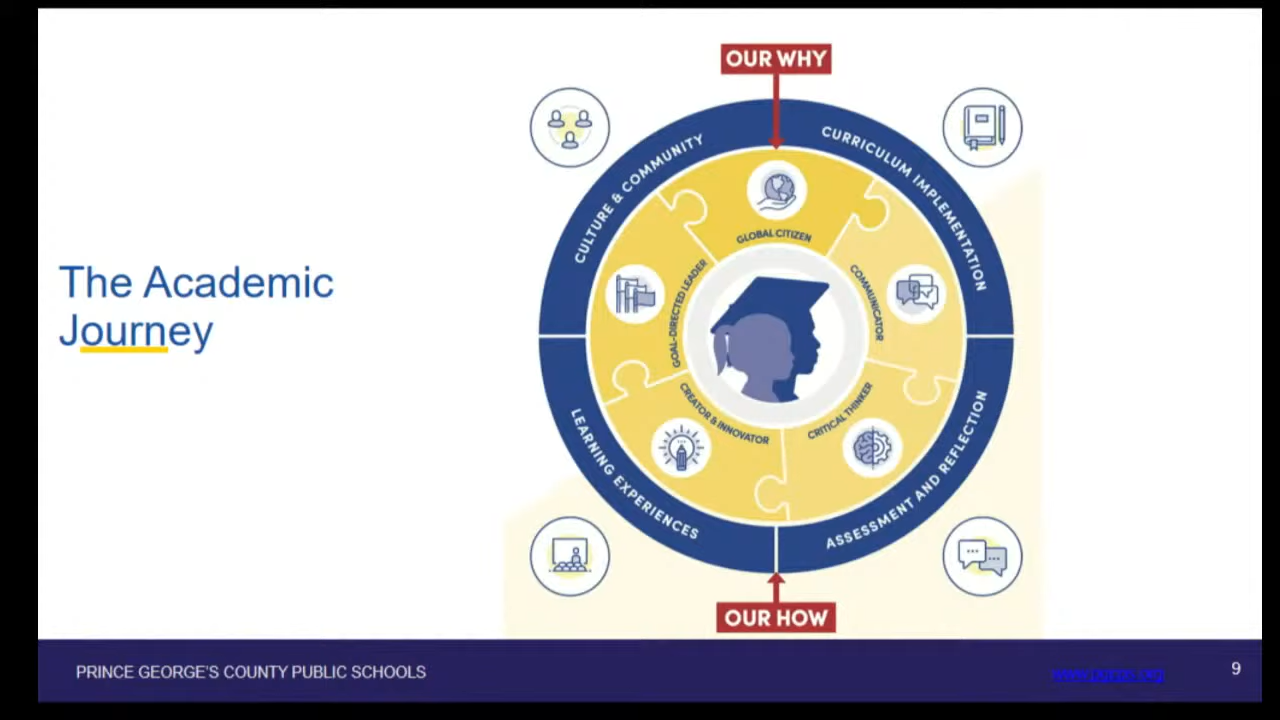 OUR WHY
CULTURE & COMMUNITY
CURRICULUM IMPLEMENTATION
GLOBAL CITIZEN
GOAL-DIRECTED LEADER
COMMUNICATOR
The Academic
Journey
CREATOR & INNOVATOR
CRITICAL THINKER
LEARNING EXPERIENCES
ASSESSMENT AND REFLECTION
OUR HOW
PRINCE GEORGE'S COUNTY PUBLIC SCHOOLS
9